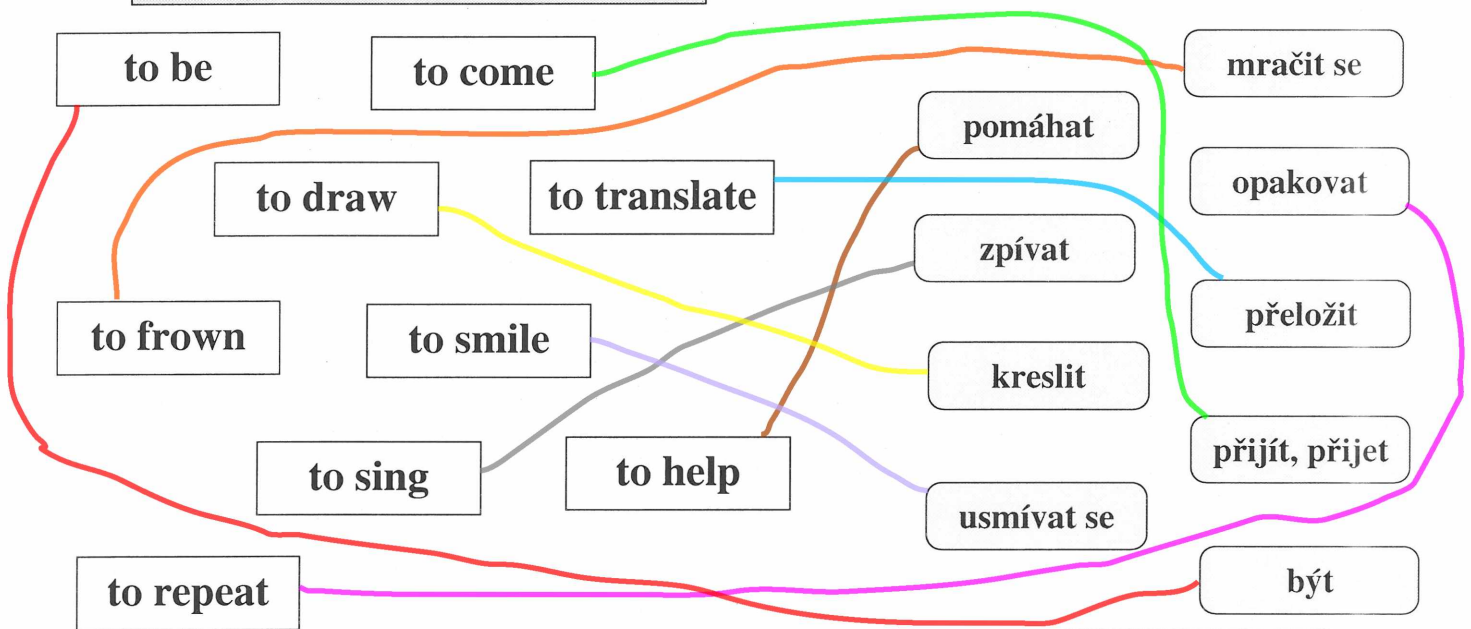 to be
to come
mračit se
pomáhat
to draw
to translate
opakovat
zpívat
to frown
to smile
přeložit
kreslit
to sing
to help
přijít, přijet
usmívat se
to repeat
být